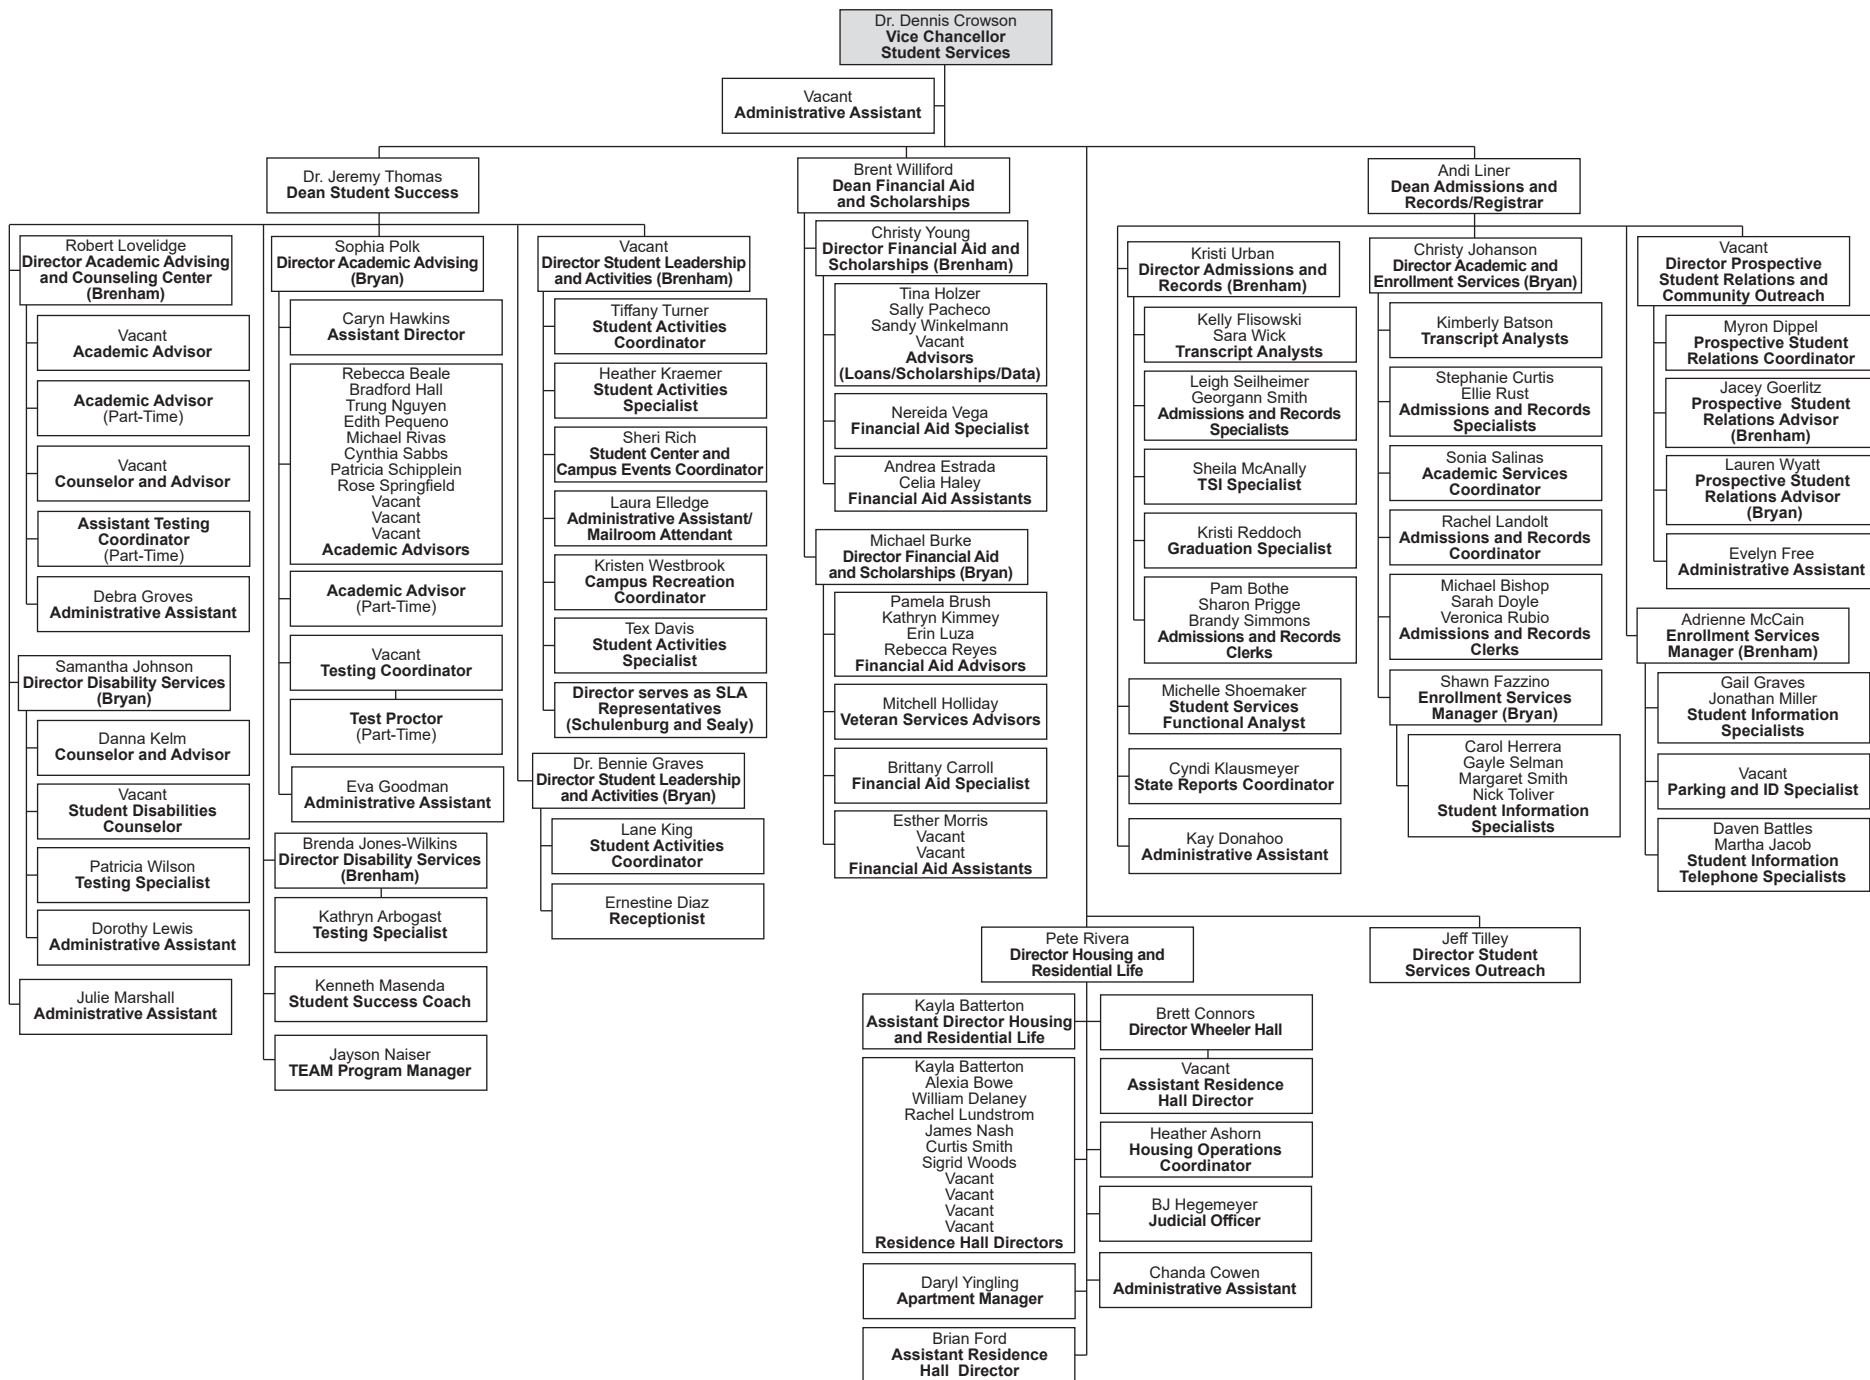 Dr. Dennis Crowson
Vice Chancellor
Student Services
Vacant
Administrative Assistant
Dr. Jeremy Thomas
Dean Student Success
Robert Lovelidge
Director Academic Advising
and Counseling Center
(Brenham)
Vacant
Academic Advisor
Academic Advisor
(Part-Time)
Vacant
Counselor and Advisor
Assistant Testing
Coordinator
(Part-Time)
Debra Groves
Administrative Assistant
Samantha Johnson
Director Disability Services
(Bryan)
Danna Kelm
Counselor and Advisor
Vacant
Student Disabilities
Counselor
Patricia Wilson
Testing Specialist
Dorothy Lewis
Administrative Assistant
Julie Marshall
Administrative Assistant
Sophia Polk
Director Academic Advising
(Bryan)
Caryn Hawkins
Assistant Director
Rebecca Beale
Bradford Hall
Trung Nguyen
Edith Pequeno
Michael Rivas
Cynthia Sabbs
Patricia Schipplein
Rose Springfield
Vacant
Vacant
Vacant
Academic Advisors
Academic Advisor
(Part-Time)
Vacant
Testing Coordinator
Test Proctor
(Part-Time)
Eva Goodman
Administrative Assistant
Brenda Jones-Wilkins
Director Disability Services
(Brenham)
Kathryn Arbogast
Testing Specialist
Kenneth Masenda
Student Success Coach
Jayson Naiser
TEAM Program Manager
Vacant
Director Student Leadership
and Activities (Brenham)
Tiffany Turner
Student Activities
Coordinator
Heather Kraemer
Student Activities
Specialist
Sheri Rich
Student Center and
Campus Events Coordinator
Laura Elledge
Administrative Assistant/
Mailroom Attendant
Kristen Westbrook
Campus Recreation
Coordinator
Tex Davis
Student Activities
Specialist
Director serves as SLA
Representatives
(Schulenburg and Sealy)
Dr. Bennie Graves
Director Student Leadership
and Activities (Bryan)
Lane King
Student Activities
Coordinator
Ernestine Diaz
Receptionist
Brent Williford
Dean Financial Aid
and Scholarships
Christy Young
Director Financial Aid and
Scholarships (Brenham)
Tina Holzer
Sally Pacheco
Sandy Winkelmann
Vacant
Advisors
(Loans/Scholarships/Data)
Nereida Vega
Financial Aid Specialist
Andrea Estrada
Celia Haley
Financial Aid Assistants
Michael Burke
Director Financial Aid
and Scholarships (Bryan)
Pamela Brush
Kathryn Kimmey
Erin Luza
Rebecca Reyes
Financial Aid Advisors
Mitchell Holliday
Veteran Services Advisors
Brittany Carroll
Financial Aid Specialist
Esther Morris
Vacant
Vacant
Financial Aid Assistants
Andi Liner
Dean Admissions and
Records/Registrar
Kristi Urban
Director Admissions and
Records (Brenham)
Kelly Flisowski
Sara Wick
Transcript Analysts
Leigh Seilheimer
Georgann Smith
Admissions and Records
Specialists
Sheila McAnally
TSI Specialist
Kristi Reddoch
Graduation Specialist
Pam Bothe
Sharon Prigge
Brandy Simmons
Admissions and Records
Clerks
Michelle Shoemaker
Student Services
Functional Analyst
Cyndi Klausmeyer
State Reports Coordinator
Kay Donahoo
Administrative Assistant
Christy Johanson
Director Academic and
Enrollment Services (Bryan)
Kimberly Batson
Transcript Analysts
Stephanie Curtis
Ellie Rust
Admissions and Records
Specialists
Sonia Salinas
Academic Services
Coordinator
Rachel Landolt
Admissions and Records
Coordinator
Michael Bishop
Sarah Doyle
Veronica Rubio
Admissions and Records
Clerks
Shawn Fazzino
Enrollment Services
Manager (Bryan)
Carol Herrera
Gayle Selman
Margaret Smith
Nick Toliver
Student Information
Specialists
Vacant
Director Prospective
Student Relations and
Community Outreach
Myron Dippel
Prospective Student
Relations Coordinator
Jacey Goerlitz
Prospective Student
Relations Advisor
(Brenham)
Lauren Wyatt
Prospective Student
Relations Advisor
(Bryan)
Evelyn Free
Administrative Assistant
Adrienne McCain
Enrollment Services
Manager (Brenham)
Gail Graves
Jonathan Miller
Student Information
Specialists
Vacant
Parking and ID Specialist
Daven Battles
Martha Jacob
Student Information
Telephone Specialists
Pete Rivera
Director Housing and
Residential Life
Jeff Tilley
Director Student
Services Outreach
Kayla Batterton
Assistant Director Housing
and Residential Life
Kayla Batterton
Alexia Bowe
William Delaney
Rachel Lundstrom
James Nash
Curtis Smith
Sigrid Woods
Vacant
Vacant
Vacant
Vacant
Residence Hall Directors
Daryl Yingling
Apartment Manager
Brian Ford
Assistant Residence
Hall Director
Brett Connors
Director Wheeler Hall
Vacant
Assistant Residence
Hall Director
Heather Ashorn
Housing Operations
Coordinator
BJ Hegemeyer
Judicial Officer
Chanda Cowen
Administrative Assistant